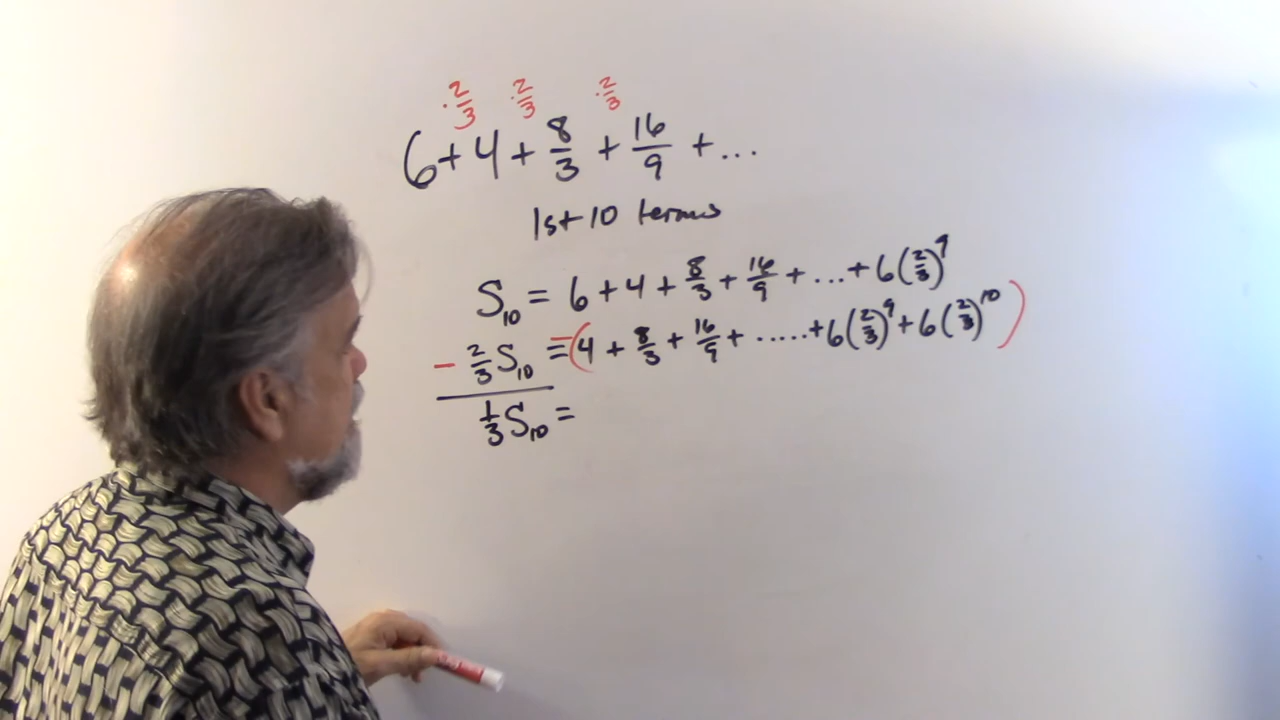 ·2/3 ·2/3 ·2/3
6 + 4 + 8/3 + 16/9 + ...
1st 10 terms
S₁₀ = 6 + 4 + 8/3 + 16/9 + ... + 6(2/3)⁹
- 2/3 S₁₀ = -(4 + 8/3 + 16/9 + ...... + 6(2/3)⁹ + 6(2/3)¹⁰)
1/3 S₁₀ =